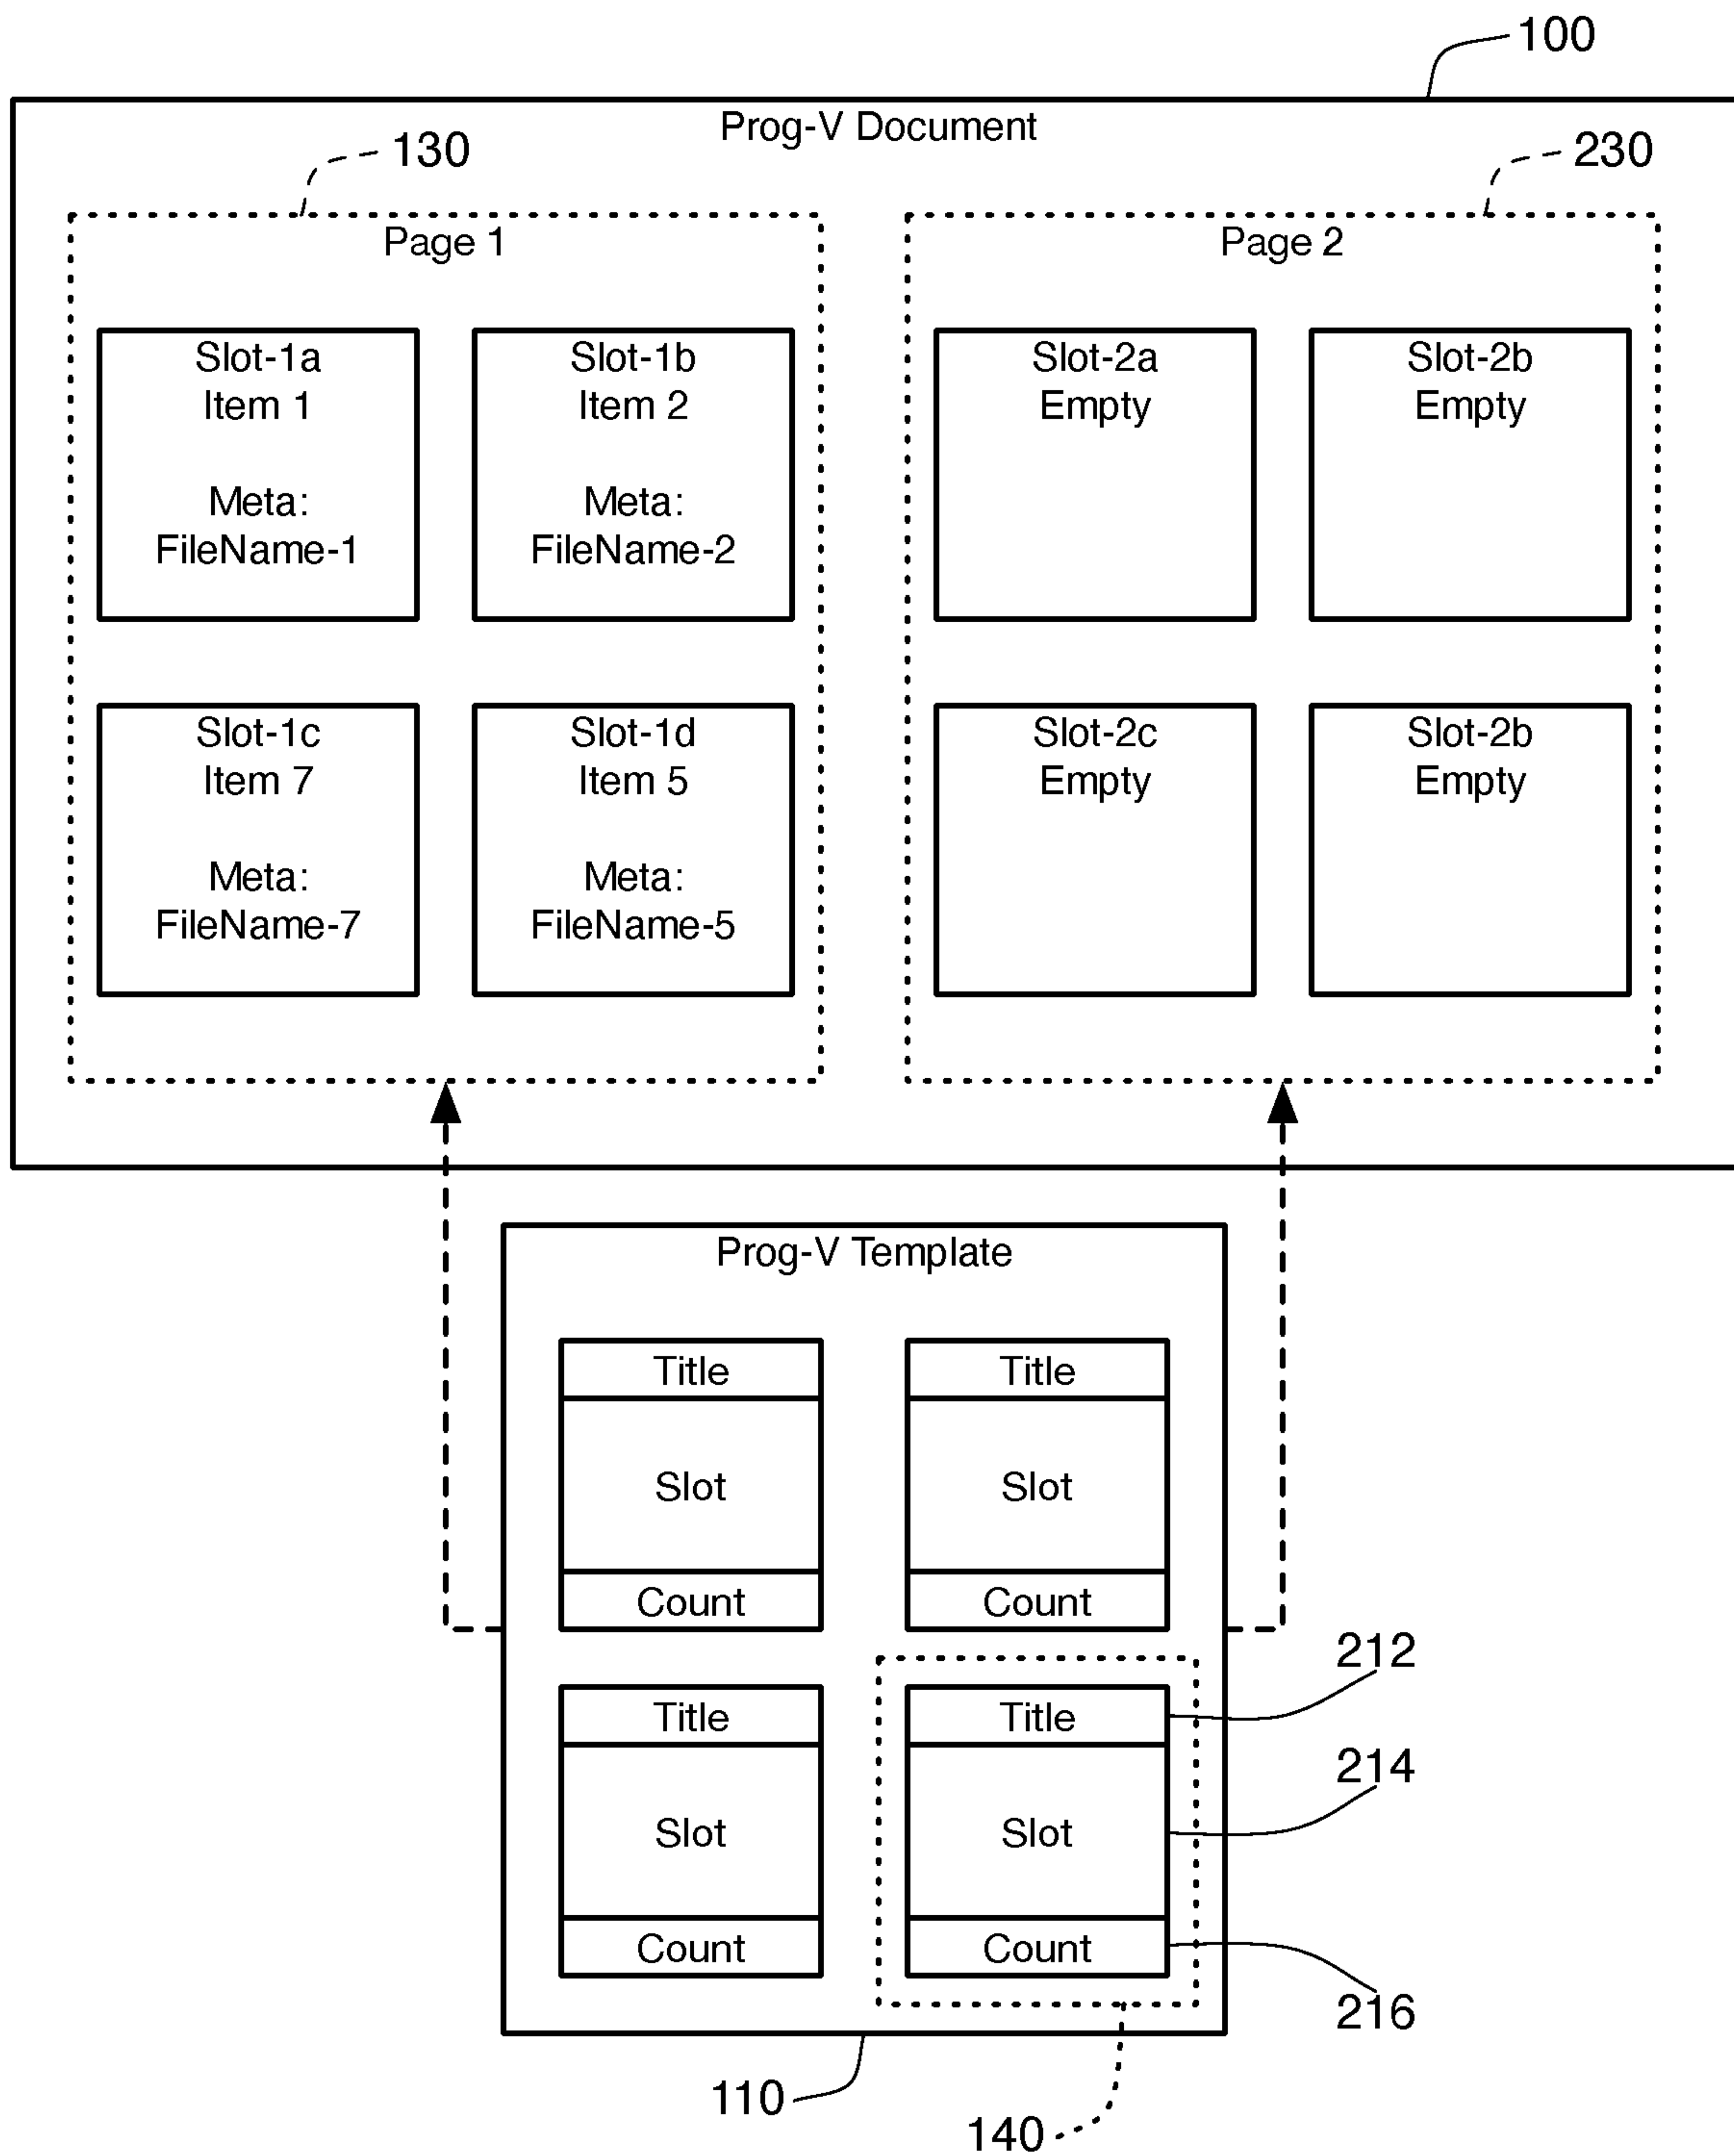 100
Prog-V Document
130
230
Page 1
Page 2
Slot-1a
Item 1
Meta:
FileName-1
Slot-1b
Item 2
Meta:
FileName-2
Slot-2a
Empty
Slot-2b
Empty
Slot-1c
Item 7
Meta:
FileName-7
Slot-1d
Item 5
Meta:
FileName-5
Slot-2c
Empty
Slot-2b
Empty
Prog-V Template
Title
Slot
Count
Title
Slot
Count
Title
Slot
Count
Title
Slot
Count
212
214
216
110
140